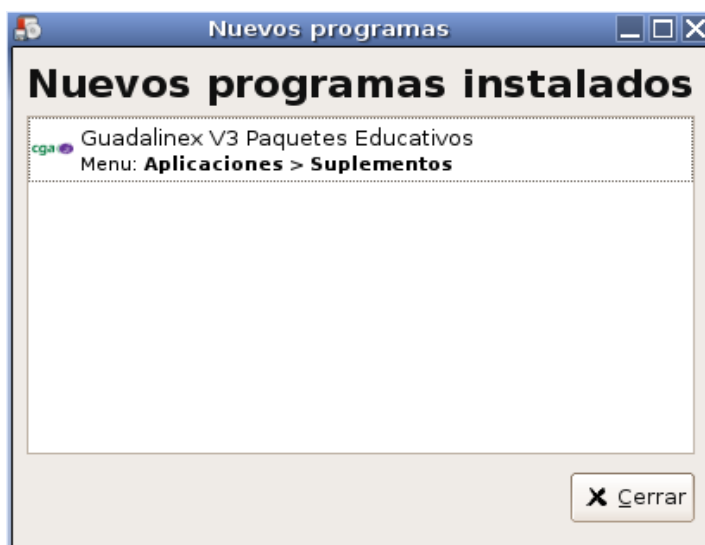 Nuevos programas
Nuevos programas instalados
cga
Guadalinex V3 Paquetes Educativos
Menu: Aplicaciones > Suplementos
Cerrar